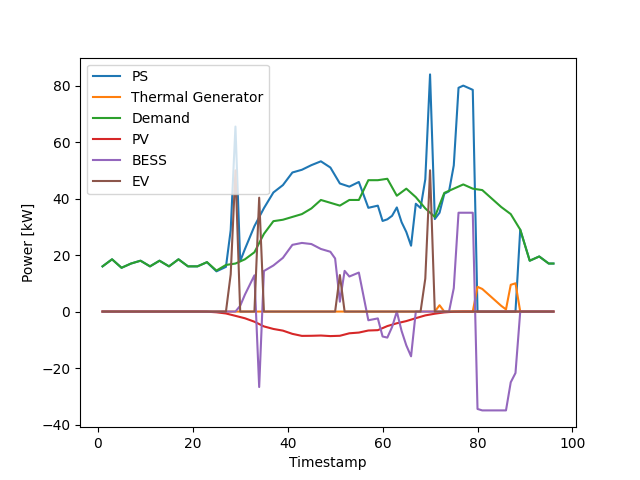 PS
Thermal Generator
Demand
PV
BESS
EV
Power [kW]
80
60
40
20
0
−20
−40
0 20 40 60 80 100
Timestamp